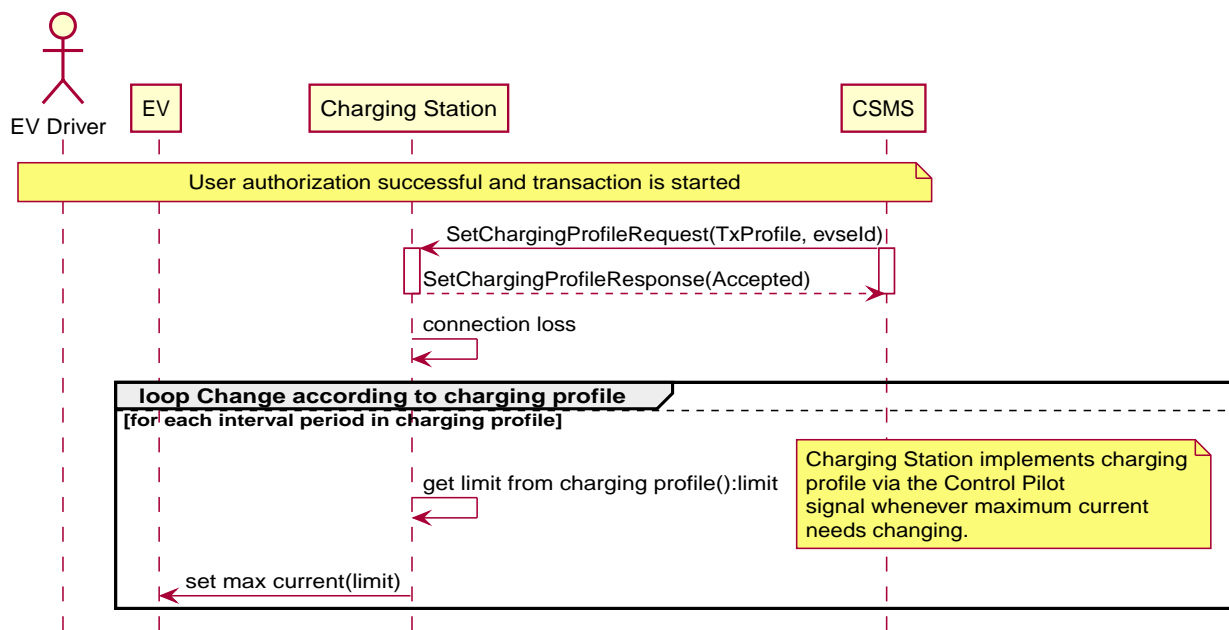 EV Driver
EV
Charging Station
CSMS
User authorization successful and transaction is started
SetChargingProfileRequest(TxProfile, evseId)
SetChargingProfileResponse(Accepted)
connection loss
loop Change according to charging profile
[for each interval period in charging profile]
Charging Station implements charging
profile via the Control Pilot
signal whenever maximum current
needs changing.
get limit from charging profile():limit
set max current(limit)